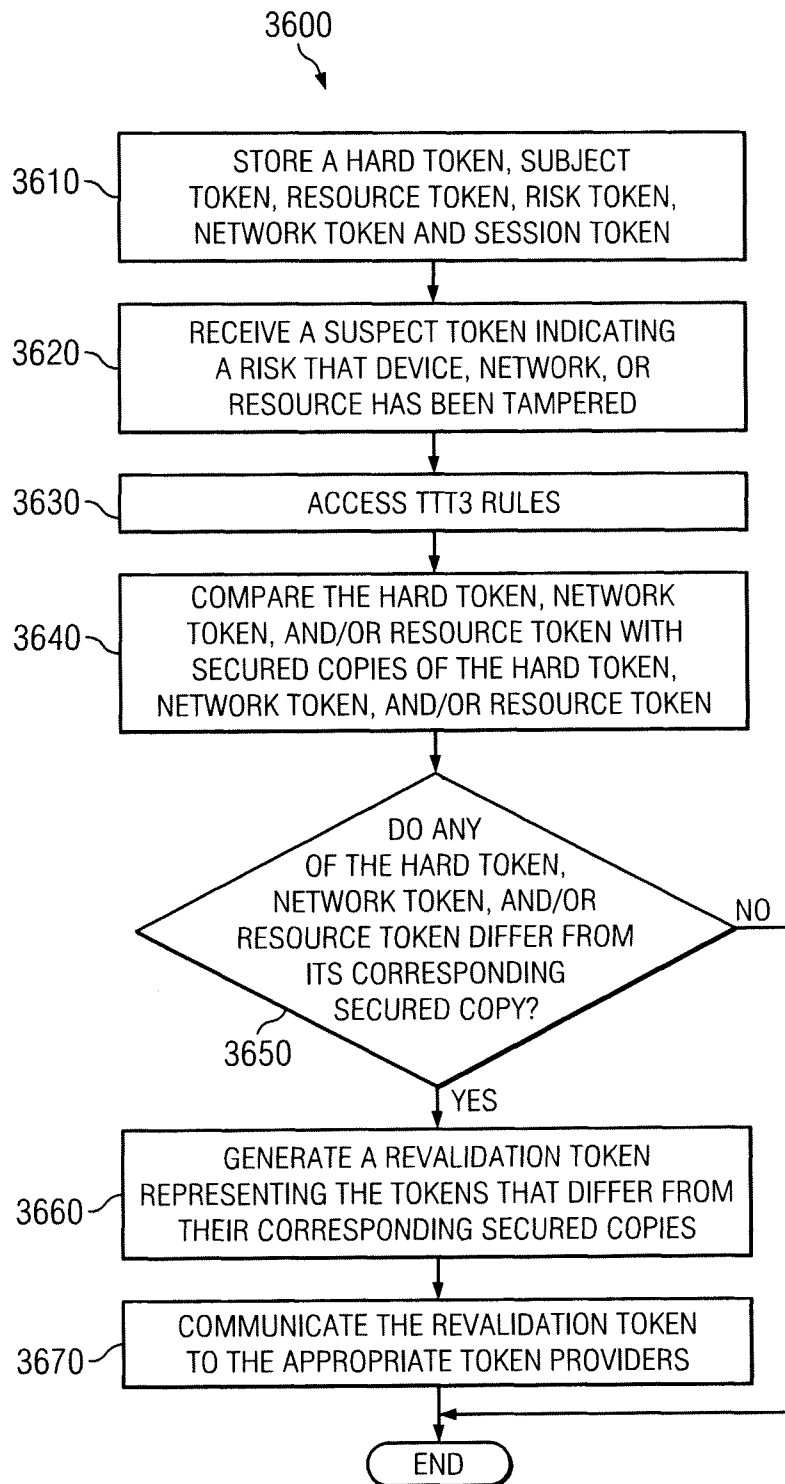 3600
3610
STORE A HARD TOKEN, SUBJECT
TOKEN, RESOURCE TOKEN, RISK TOKEN,
NETWORK TOKEN AND SESSION TOKEN
3620
RECEIVE A SUSPECT TOKEN INDICATING
A RISK THAT DEVICE, NETWORK, OR
RESOURCE HAS BEEN TAMPERED
3630
ACCESS TTT3 RULES
3640
COMPARE THE HARD TOKEN, NETWORK
TOKEN, AND/OR RESOURCE TOKEN WITH
SECURED COPIES OF THE HARD TOKEN,
NETWORK TOKEN, AND/OR RESOURCE TOKEN
DO ANY
OF THE HARD TOKEN,
NETWORK TOKEN, AND/OR
RESOURCE TOKEN DIFFER FROM
ITS CORRESPONDING
SECURED COPY?
NO
3650
YES
3660
GENERATE A REVALIDATION TOKEN
REPRESENTING THE TOKENS THAT DIFFER FROM
THEIR CORRESPONDING SECURED COPIES
3670
COMMUNICATE THE REVALIDATION TOKEN
TO THE APPROPRIATE TOKEN PROVIDERS
END